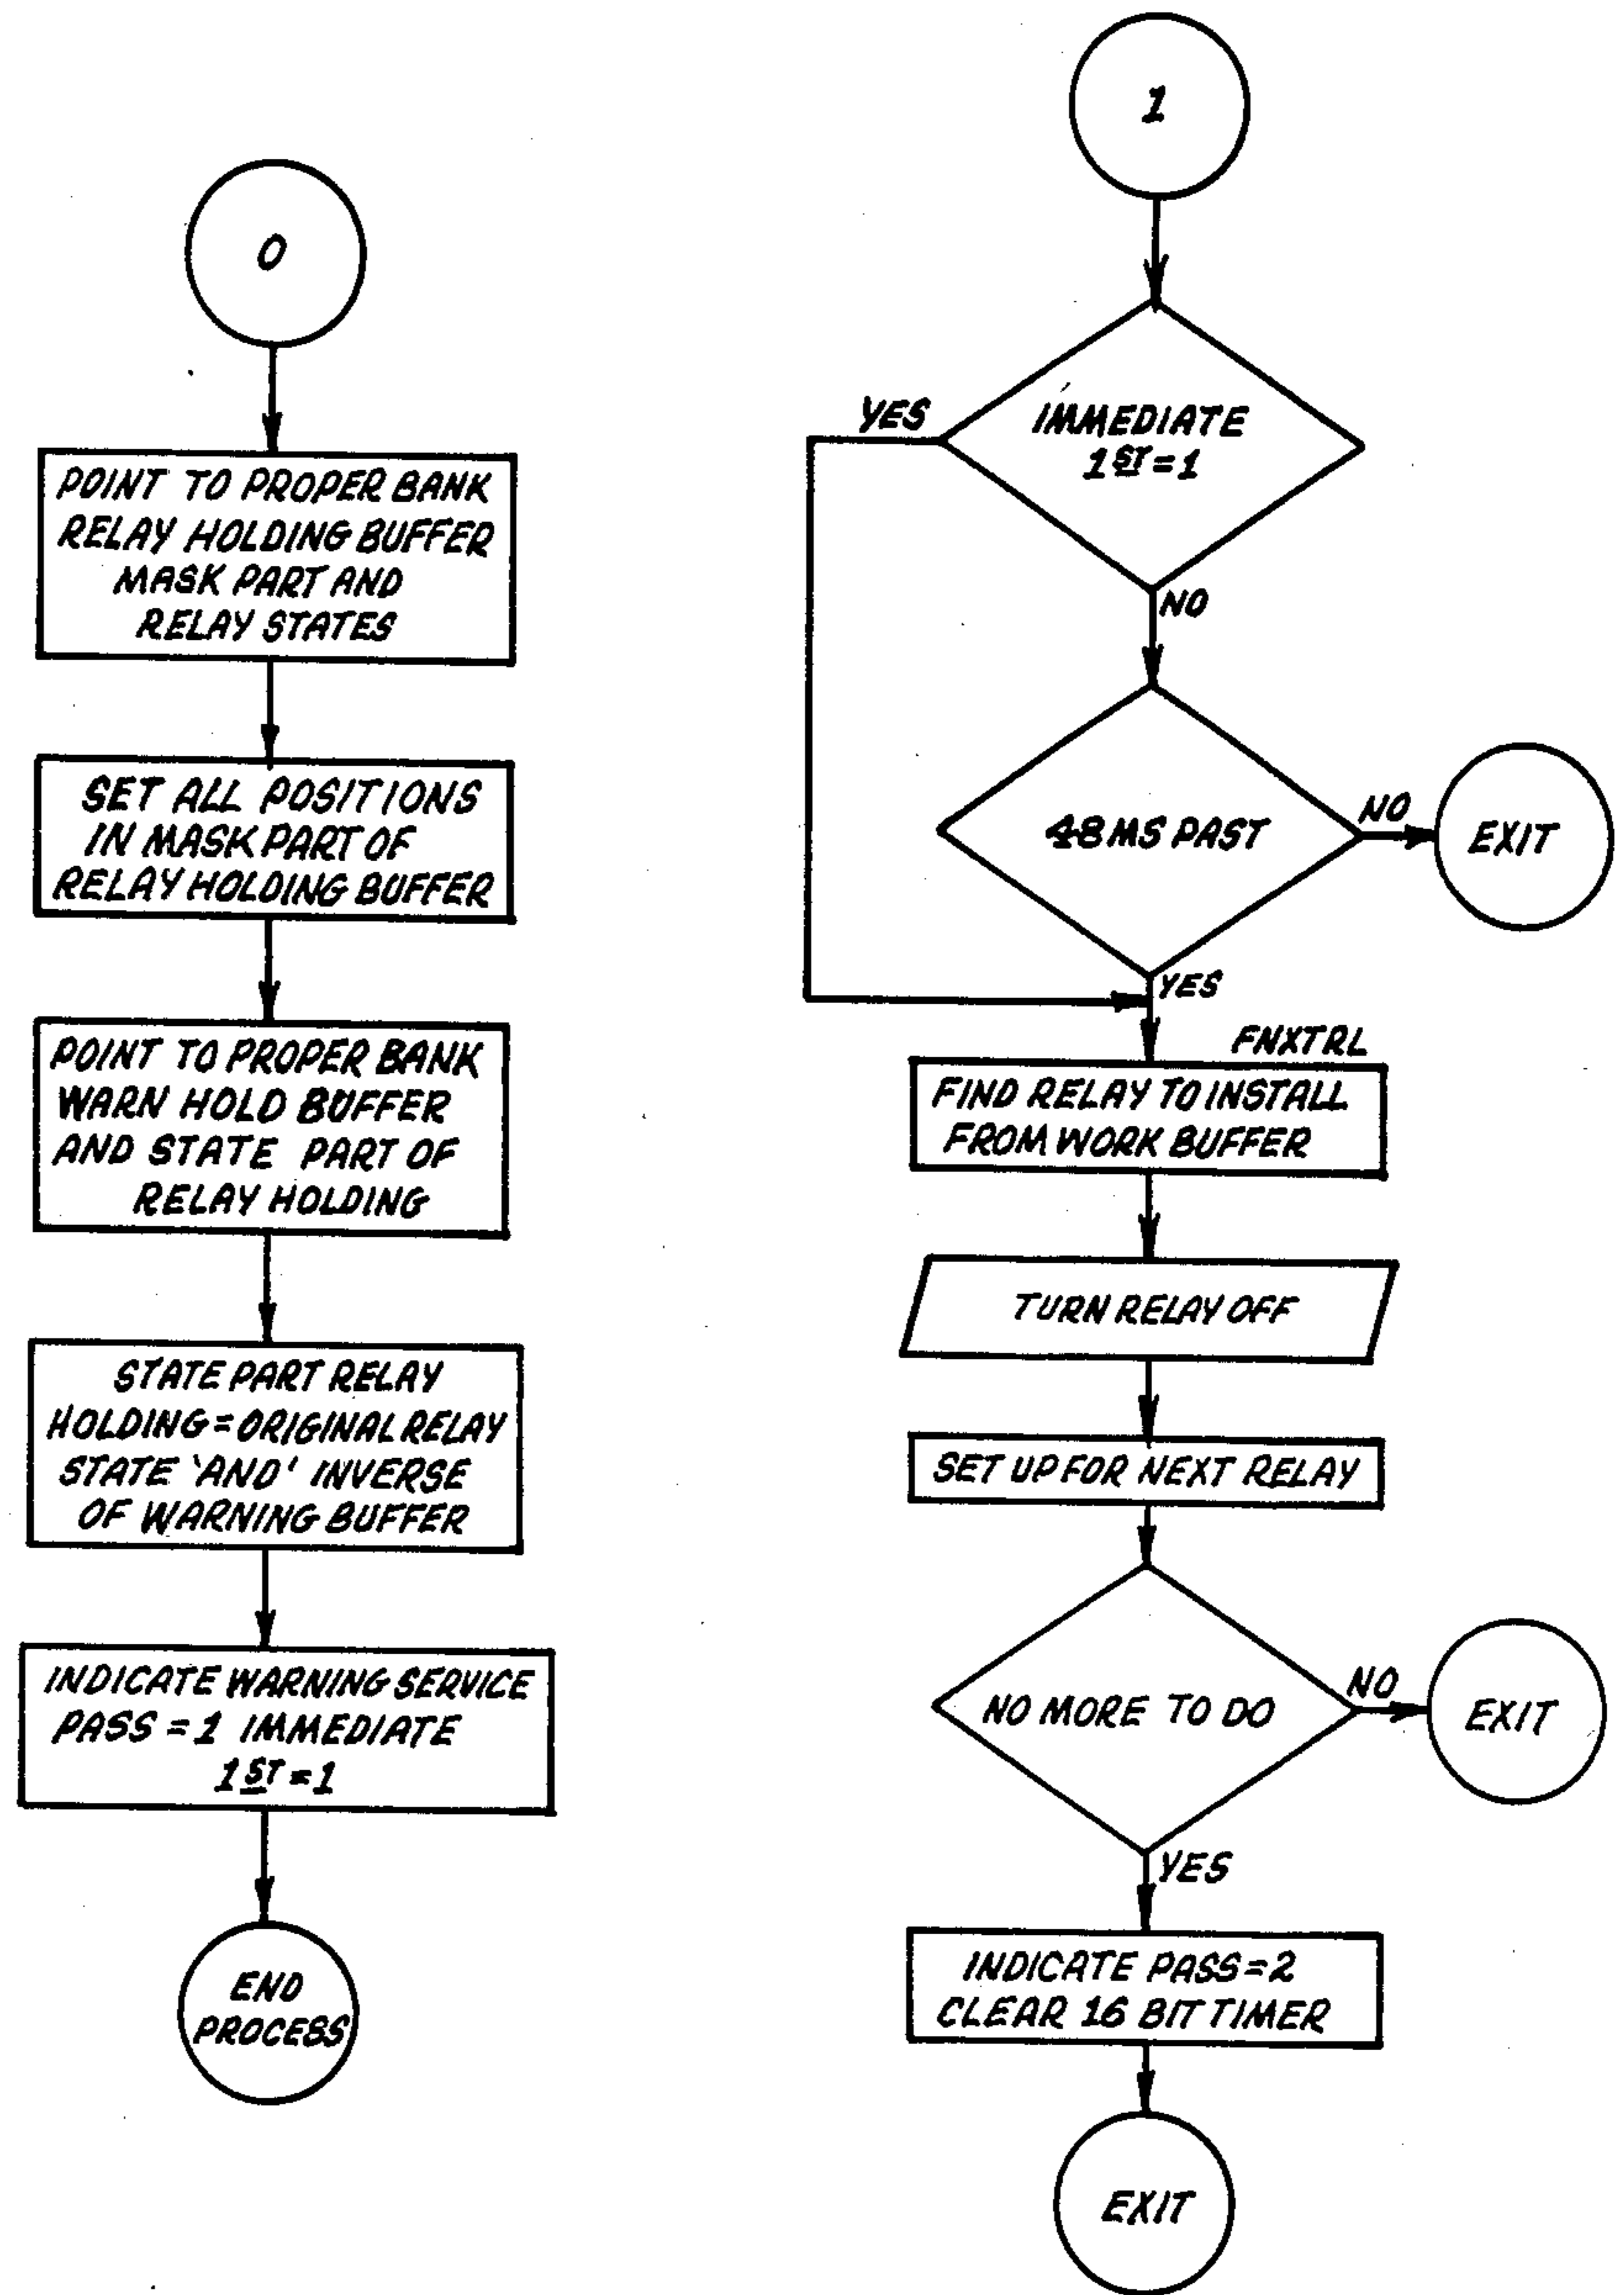 0
POINT TO PROPER BANK
RELAY HOLDING BUFFER
MASK PART AND
RELAY STATES
SET ALL POSITIONS
IN MASK PART OF
RELAY HOLDING BUFFER
POINT TO PROPER BANK
WARN HOLD BUFFER
AND STATE PART OF
RELAY HOLDING
STATE PART RELAY
HOLDING = ORIGINAL RELAY
STATE 'AND' INVERSE
OF WARNING BUFFER
INDICATE WARNING SERVICE
PASS = 1 IMMEDIATE
1ST = 1
END
PROCESS
1
IMMEDIATE
1ST = 1
YES
NO
48 MS PAST
NO
EXIT
YES
FNXTRL
FIND RELAY TO INSTALL
FROM WORK BUFFER
TURN RELAY OFF
SET UP FOR NEXT RELAY
NO MORE TO DO
NO
EXIT
YES
INDICATE PASS = 2
CLEAR 16 BIT TIMER
EXIT